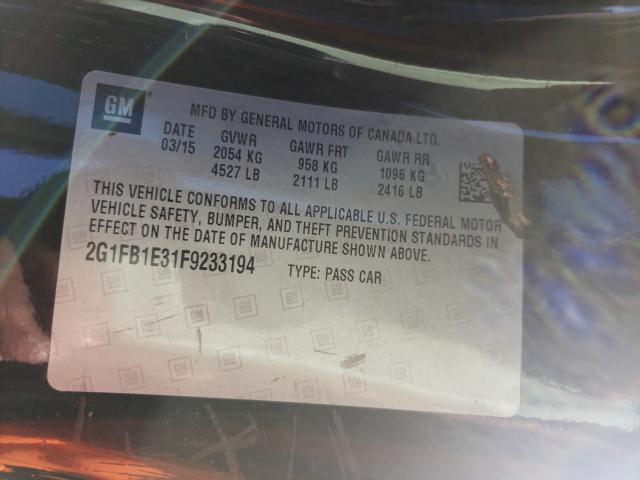 GM
MFD BY GENERAL MOTORS OF CANADA LTD.
DATE GVWR GAWR FRT GAWR RR
03/15 2054 KG 958 KG 1096 KG
4527 LB 2111 LB 2416 LB
THIS VEHICLE CONFORMS TO ALL APPLICABLE U.S. FEDERAL MOTOR
VEHICLE SAFETY, BUMPER, AND THEFT PREVENTION STANDARDS IN
EFFECT ON THE DATE OF MANUFACTURE SHOWN ABOVE.
2G1FB1E31F9233194 TYPE: PASS CAR